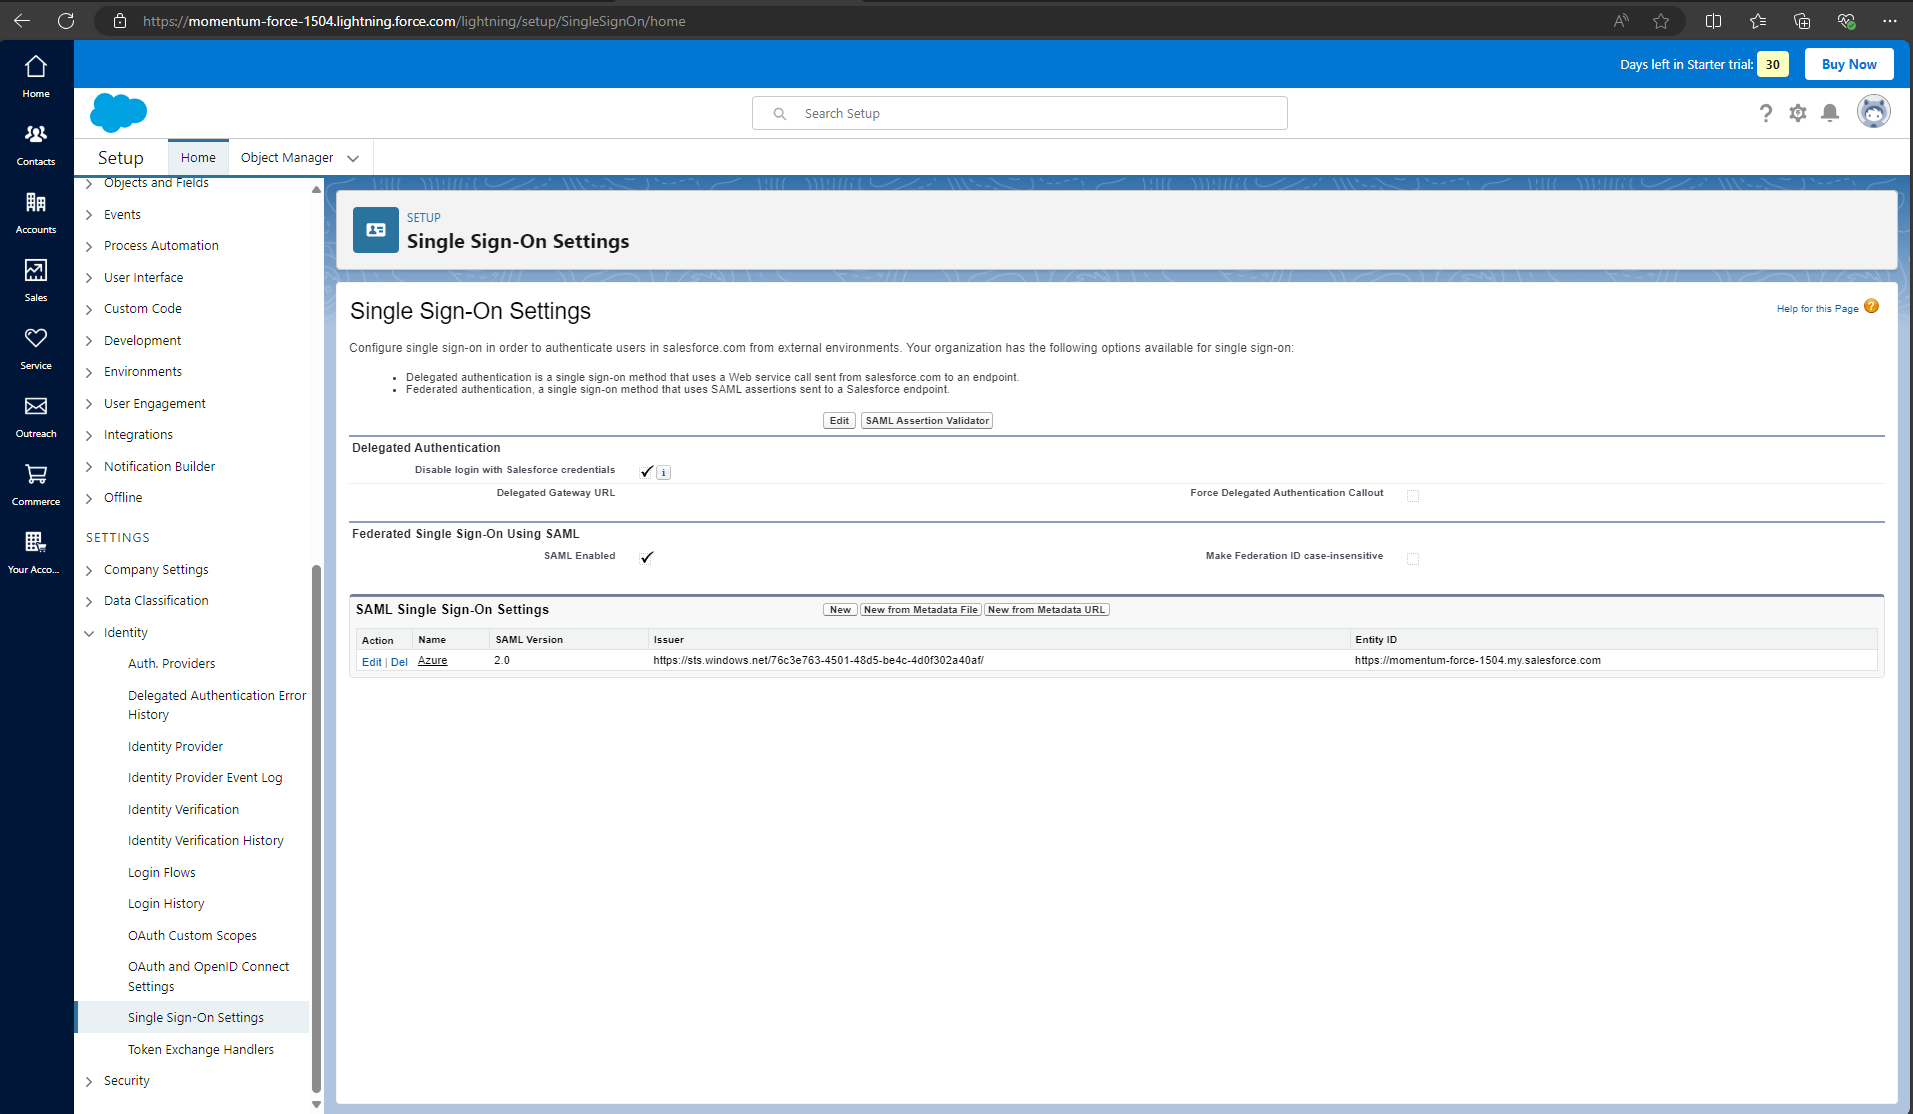 https://momentum-force-1504.lightning.force.com/lightning/setup/SingleSignOn/home
Days left in Starter trial: 30 Buy Now
Home
Contacts
Accounts
Sales
Service
Outreach
Commerce
Your Acco...
Search Setup
Setup Home Object Manager
Objects and Fields
Events
Process Automation
User Interface
Custom Code
Development
Environments
User Engagement
Integrations
Notification Builder
Offline
SETTINGS
Company Settings
Data Classification
Identity
Auth. Providers
Delegated Authentication Error
History
Identity Provider
Identity Provider Event Log
Identity Verification
Identity Verification History
Login Flows
Login History
OAuth Custom Scopes
OAuth and OpenID Connect
Settings
Single Sign-On Settings
Token Exchange Handlers
Security
SETUP
Single Sign-On Settings
Single Sign-On Settings
Help for this Page ?
Configure single sign-on in order to authenticate users in salesforce.com from external environments. Your organization has the following options available for single sign-on:
• Delegated authentication is a single sign-on method that uses a Web service call sent from salesforce.com to an endpoint.
• Federated authentication, a single sign-on method that uses SAML assertions sent to a Salesforce endpoint.
Edit SAML Assertion Validator
Delegated Authentication
Disable login with Salesforce credentials i
Delegated Gateway URL Force Delegated Authentication Callout
Federated Single Sign-On Using SAML
SAML Enabled Make Federation ID case-insensitive
SAML Single Sign-On Settings New New from Metadata File New from Metadata URL
Action Name SAML Version Issuer Entity ID
Edit | Del Azure 2.0 https://sts.windows.net/76c3e763-4501-48d5-be4c-4d0f302a40af/ https://momentum-force-1504.my.salesforce.com